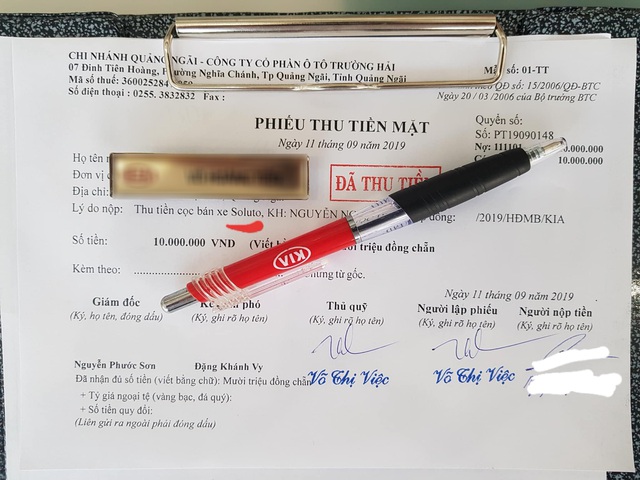 CHI NHÁNH QUẢNG NGÃI - CÔNG TY CỔ PHẦN Ô TÔ TRƯỜNG HẢI
07 Đinh Tiên Hoàng, Phường Nghĩa Chánh, Tp Quảng Ngãi, Tỉnh Quảng Ngãi
Mã số thuế: 360025284
Số điện thoại : 0255. 3832832 Fax :
Mẫu số: 01-TT
theo QĐ số: 15/2006/QĐ-BTC
Ngày 20 / 03 /2006 của Bộ trưởng BTC
PHIẾU THU TIỀN MẶT
Ngày 11 tháng 09 năm 2019
Quyển số:
Số: PT19090148
Nợ: 111101
10.000.000
Họ tên
Đơn vị
Địa chỉ:
ĐÃ THU TIỀN
Lý do nộp: Thu tiền cọc bán xe Soluto, KH: NGUYỄN
/2019/HĐMB/KIA
Số tiền: 10.000.000 VND (Viết triệu đồng chẵn
Kèm theo: chứng từ gốc.
KIA
Ngày 11 tháng 09 năm 2019
Giám đốc phó Thủ quỹ Người lập phiếu Người nộp tiền
(Ký, họ tên, đóng dấu) (Ký, ghi rõ họ tên) (Ký, ghi rõ họ tên) (Ký, ghi rõ họ tên) (Ký, ghi rõ họ tên)
Nguyễn Phước Sơn Đặng Khánh Vy
Võ Thị Việc Võ Thị Việc
Đã nhận đủ số tiền (viết bằng chữ): Mười triệu đồng chẵn
+ Tỷ giá ngoại tệ (vàng bạc, đá quý):
+ Số tiền quy đổi:
(Liên gửi ra ngoài phải đóng dấu)